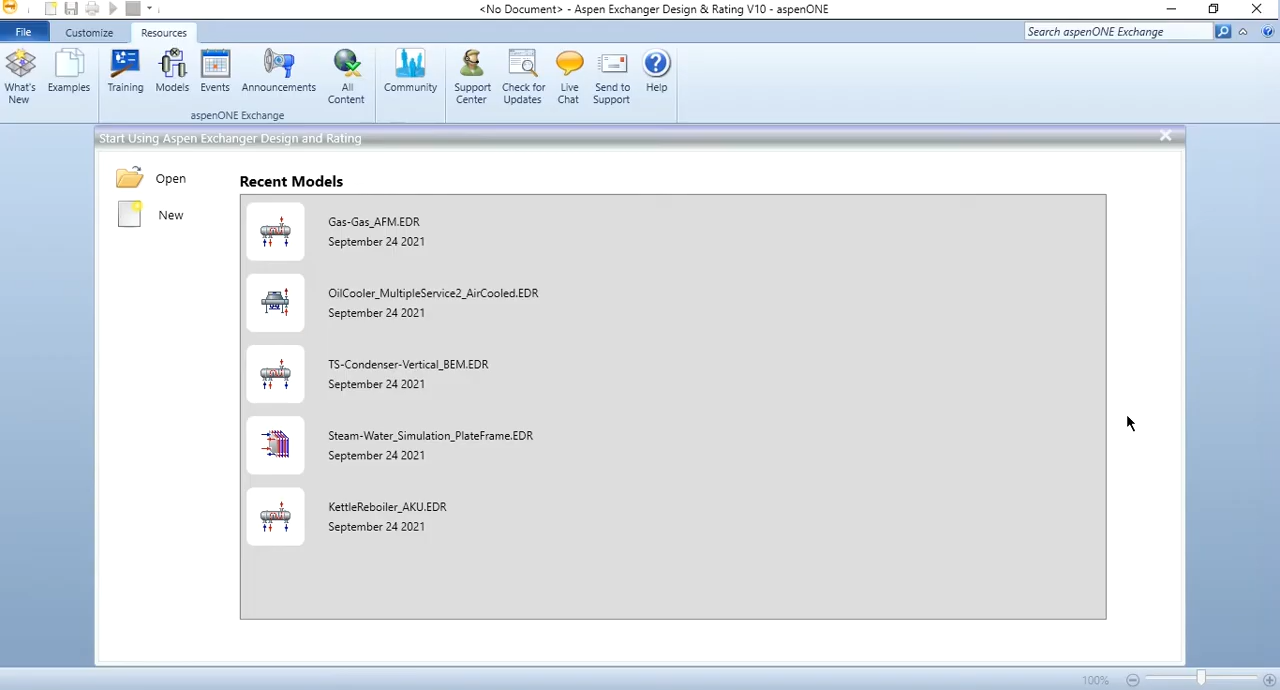 <No Document> - Aspen Exchanger Design & Rating V10 - aspenONE
File Customize Resources
Search aspenONE Exchange
What's New
Examples
Training
Models
Events
Announcements
All Content
Community
Support Center
Check for Updates
Live Chat
Send to Support
Help
aspenONE Exchange
Start Using Aspen Exchanger Design and Rating
Open
New
Recent Models
Gas-Gas_AFM.EDR
September 24 2021
OilCooler_MultipleService2_AirCooled.EDR
September 24 2021
TS-Condenser-Vertical_BEM.EDR
September 24 2021
Steam-Water_Simulation_PlateFrame.EDR
September 24 2021
KettleReboiler_AKU.EDR
September 24 2021
100%